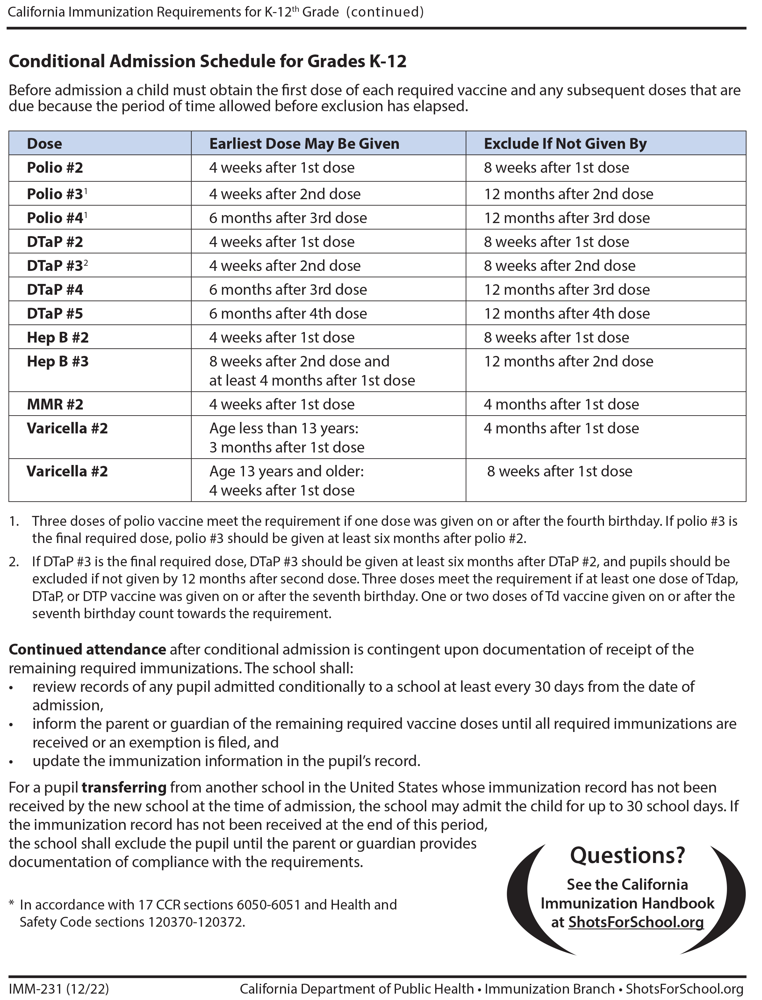 California Immunization Requirements for K-12th Grade (continued)
Conditional Admission Schedule for Grades K-12
Before admission a child must obtain the first dose of each required vaccine and any subsequent doses that are
due because the period of time allowed before exclusion has elapsed.
Dose Earliest Dose May Be Given Exclude If Not Given By
Polio #2 4 weeks after 1st dose 8 weeks after 1st dose
Polio #3¹ 4 weeks after 2nd dose 12 months after 2nd dose
Polio #4¹ 6 months after 3rd dose 12 months after 3rd dose
DTaP #2 4 weeks after 1st dose 8 weeks after 1st dose
DTaP #3² 4 weeks after 2nd dose 8 weeks after 2nd dose
DTaP #4 6 months after 3rd dose 12 months after 3rd dose
DTaP #5 6 months after 4th dose 12 months after 4th dose
Hep B #2 4 weeks after 1st dose 8 weeks after 1st dose
Hep B #3 8 weeks after 2nd dose and 12 months after 2nd dose
at least 4 months after 1st dose
MMR #2 4 weeks after 1st dose 4 months after 1st dose
Varicella #2 Age less than 13 years: 4 months after 1st dose
3 months after 1st dose
Varicella #2 Age 13 years and older: 8 weeks after 1st dose
4 weeks after 1st dose
1. Three doses of polio vaccine meet the requirement if one dose was given on or after the fourth birthday. If polio #3 is
the final required dose, polio #3 should be given at least six months after polio #2.
2. If DTaP #3 is the final required dose, DTaP #3 should be given at least six months after DTaP #2, and pupils should be
excluded if not given by 12 months after second dose. Three doses meet the requirement if at least one dose of Tdap,
DTaP, or DTP vaccine was given on or after the seventh birthday. One or two doses of Td vaccine given on or after the
seventh birthday count towards the requirement.
Continued attendance after conditional admission is contingent upon documentation of receipt of the
remaining required immunizations. The school shall:
• review records of any pupil admitted conditionally to a school at least every 30 days from the date of
admission,
• inform the parent or guardian of the remaining required vaccine doses until all required immunizations are
received or an exemption is filed, and
• update the immunization information in the pupil's record.
For a pupil transferring from another school in the United States whose immunization record has not been
received by the new school at the time of admission, the school may admit the child for up to 30 school days. If
the immunization record has not been received at the end of this period,
the school shall exclude the pupil until the parent or guardian provides
documentation of compliance with the requirements.
* In accordance with 17 CCR sections 6050-6051 and Health and
Safety Code sections 120370-120372.
Questions?
See the California
Immunization Handbook
at ShotsForSchool.org
IMM-231 (12/22) California Department of Public Health • Immunization Branch • ShotsForSchool.org